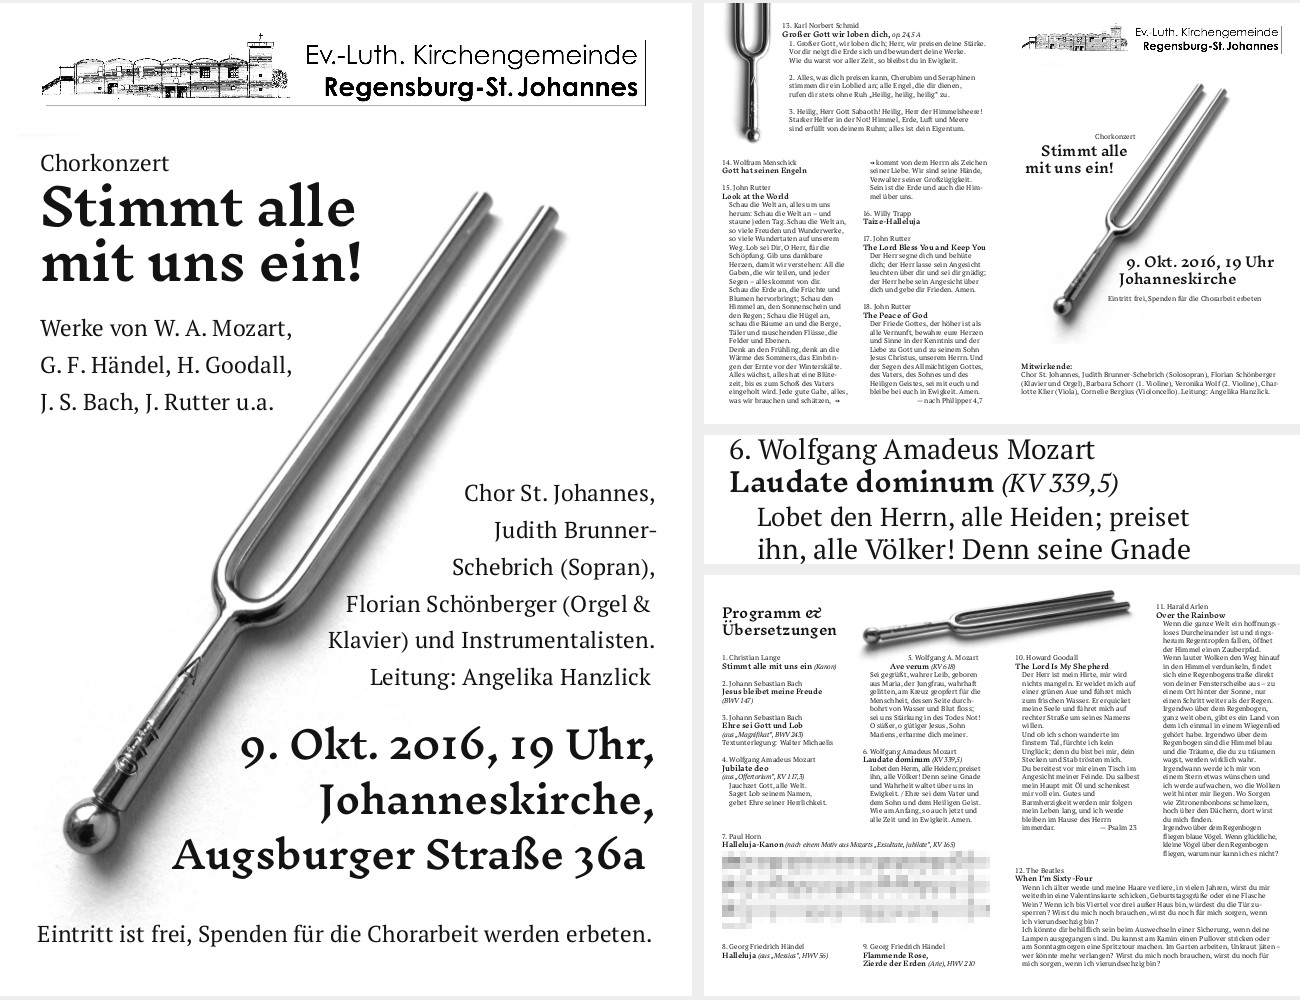 Ev.-Luth. Kirchengemeinde
Regensburg-St. Johannes
Chorkonzert
Stimmt alle
mit uns ein!
Werke von W. A. Mozart,
G. F. Händel, H. Goodall,
J. S. Bach, J. Rutter u.a.
Chor St. Johannes,
Judith Brunner-
Schebrich (Sopran),
Florian Schönberger (Orgel &
Klavier) und Instrumentalisten.
Leitung: Angelika Hanzlick
9. Okt. 2016, 19 Uhr,
Johanneskirche,
Augsburger Straße 36a
Eintritt ist frei, Spenden für die Chorarbeit werden erbeten.
13. Karl Norbert Schmid
Großer Gott wir loben dich, op. 24,5 A
1. Großer Gott, wir loben dich; Herr, wir preisen deine Stärke.
Vor dir neigt die Erde sich und bewundert deine Werke.
Wie du warst vor aller Zeit, so bleibst du in Ewigkeit.
2. Alles, was dich preisen kann, Cherubim und Seraphinen
stimmen dir ein Loblied an; alle Engel, die dir dienen,
rufen dir stets ohne Ruh „Heilig, heilig, heilig“ zu.
3. Heilig, Herr Gott Sabaoth! Heilig, Herr der Himmelsheere!
Starker Helfer in der Not! Himmel, Erde, Luft und Meere
sind erfüllt von deinem Ruhm; alles ist dein Eigentum.
14. Wolfram Menschick
Gott hat seinen Engeln
15. John Rutter
Look at the World
Schau die Welt an, alles um uns
herum: Schau die Welt an – und
staune jeden Tag. Schau die Welt an,
so viele Freuden und Wunderwerke,
so viele Wundertaten auf unserem
Weg. Lob sei Dir, O Herr, für die
Schöpfung. Gib uns dankbare
Herzen, damit wir verstehen: All die
Gaben, die wir teilen, und jeder
Segen – alles kommt von dir.
Schau die Erde an, die Früchte und
Blumen hervorbringt; Schau den
Himmel an, den Sonnenschein und
den Regen; Schau die Hügel an,
schau die Bäume an und die Berge,
Täler und rauschenden Flüsse, die
Felder und Ebenen.
Denk an den Frühling, denk an die
Wärme des Sommers, das Einbrin-
gen der Ernte vor der Winterskälte.
Alles wächst, alles hat eine Blüte-
zeit, bis es zum Schoß des Vaters
eingeholt wird. Jede gute Gabe, alles,
was wir brauchen und schätzen, ➟
➟ kommt von dem Herrn als Zeichen
seiner Liebe. Wir sind seine Hände,
Verwalter seiner Großzügigkeit.
Sein ist die Erde und auch die Him-
mel über uns.
16. Willy Trapp
Taize-Halleluja
17. John Rutter
The Lord Bless You and Keep You
Der Herr segne dich und behüte
dich; der Herr lasse sein Angesicht
leuchten über dir und sei dir gnädig;
der Herr hebe sein Angesicht über
dich und gebe dir Frieden. Amen.
18. John Rutter
The Peace of God
Der Friede Gottes, der höher ist als
alle Vernunft, bewahre eure Herzen
und Sinne in der Kenntnis und der
Liebe zu Gott und zu seinem Sohn
Jesus Christus, unserem Herrn. Und
der Segen des Allmächtigen Gottes,
des Vaters, des Sohnes und des
Heiligen Geistes, sei mit euch und
bleibe bei euch in Ewigkeit. Amen.
— nach Philipper 4,7
Ev.-Luth. Kirchengemeinde
Regensburg-St. Johannes
Chorkonzert
Stimmt alle
mit uns ein!
9. Okt. 2016, 19 Uhr
Johanneskirche
Eintritt frei, Spenden für die Chorarbeit erbeten
Mitwirkende:
Chor St. Johannes, Judith Brunner-Schebrich (Solosopran), Florian Schönberger
(Klavier und Orgel), Barbara Schorr (1. Violine), Veronika Wolf (2. Violine), Char-
lotte Klier (Viola), Cornelie Bergius (Violoncello). Leitung: Angelika Hanzlick.
6. Wolfgang Amadeus Mozart
Laudate dominum (KV 339,5)
Lobet den Herrn, alle Heiden; preiset
ihn, alle Völker! Denn seine Gnade
Programm &
Übersetzungen
1. Christian Lange
Stimmt alle mit uns ein (Kanon)
2. Johann Sebastian Bach
Jesus bleibet meine Freude
(BWV 147)
3. Johann Sebastian Bach
Ehre sei Gott und Lob
(aus „Magnifikat“, BWV 243)
Textunterlegung: Walter Michaelis
4. Wolfgang Amadeus Mozart
Jubilate deo
(aus „Offertorium“, KV 117,3)
Jauchzet Gott, alle Welt.
Saget Lob seinem Namen,
gebet Ehre seiner Herrlichkeit.
5. Wolfgang A. Mozart
Ave verum (KV 618)
Sei gegrüßt, wahrer Leib, geboren
aus Maria, der Jungfrau, wahrhaft
gelitten, am Kreuz geopfert für die
Menschheit, dessen Seite durch-
bohrt von Wasser und Blut floss;
sei uns Stärkung in des Todes Not!
O süßer, o gütiger Jesus, Sohn
Mariens, erbarme dich meiner.
6. Wolfgang Amadeus Mozart
Laudate dominum (KV 339,5)
Lobet den Herrn, alle Heiden; preiset
ihn, alle Völker! Denn seine Gnade
und Wahrheit waltet über uns in
Ewigkeit. / Ehre sei dem Vater und
dem Sohn und dem Heiligen Geist.
Wie am Anfang, so auch jetzt und
alle Zeit und in Ewigkeit. Amen.
7. Paul Horn
Halleluja-Kanon (nach einem Motiv aus Mozarts „Exsultate, jubilate“, KV 165)
8. Georg Friedrich Händel
Halleluja (aus „Messias“, HWV 56)
9. Georg Friedrich Händel
Flammende Rose,
Zierde der Erden (Arie), HWV 210
10. Howard Goodall
The Lord Is My Shepherd
Der Herr ist mein Hirte, mir wird
nichts mangeln. Er weidet mich auf
einer grünen Aue und führet mich
zum frischen Wasser. Er erquicket
meine Seele und führet mich auf
rechter Straße um seines Namens
willen.
Und ob ich schon wanderte im
finstern Tal, fürchte ich kein
Unglück; denn du bist bei mir, dein
Stecken und Stab trösten mich.
Du bereitest vor mir einen Tisch im
Angesicht meiner Feinde. Du salbest
mein Haupt mit Öl und schenkest
mir voll ein. Gutes und
Barmherzigkeit werden mir folgen
mein Leben lang, und ich werde
bleiben im Hause des Herrn
immerdar. — Psalm 23
11. Harald Arlen
Over the Rainbow
Wenn die ganze Welt ein hoffnungs-
loses Durcheinander ist und rings-
herum Regentropfen fallen, öffnet
der Himmel einen Zauberpfad.
Wenn lauter Wolken den Weg hinauf
in den Himmel verdunkeln, findet
sich eine Regenbogenstraße direkt
von deiner Fensterscheibe aus – zu
einem Ort hinter der Sonne, nur
einen Schritt weiter als der Regen.
Irgendwo über dem Regenbogen,
ganz weit oben, gibt es ein Land von
dem ich einmal in einem Wiegenlied
gehört habe. Irgendwo über dem
Regenbogen sind die Himmel blau
und die Träume, die du zu träumen
wagst, werden wirklich wahr.
Irgendwann werde ich mir von
einem Stern etwas wünschen und
ich werde aufwachen, wo die Wolken
weit hinter mir liegen. Wo Sorgen
wie Zitronenbonbons schmelzen,
hoch über den Dächern, dort wirst
du mich finden.
Irgendwo über dem Regenbogen
fliegen blaue Vögel. Wenn glückliche,
kleine Vögel über den Regenbogen
fliegen, warum nur kann ich es nicht?
12. The Beatles
When I'm Sixty-Four
Wenn ich älter werde und meine Haare verliere, in vielen Jahren, wirst du mir
weiterhin eine Valentinskarte schicken, Geburtstagsgrüße oder eine Flasche
Wein? Wenn ich bis Viertel vor drei außer Haus bin, würdest du die Tür zu-
sperren? Wirst du mich noch brauchen, wirst du noch für mich sorgen, wenn
ich vierundsechzig bin?
Ich könnte dir behilflich sein beim Auswechseln einer Sicherung, wenn deine
Lampen ausgegangen sind. Du kannst am Kamin einen Pullover stricken oder
am Sonntagmorgen eine Spritztour machen. Im Garten arbeiten, Unkraut jäten –
wer könnte mehr verlangen? Wirst du mich noch brauchen, wirst du noch für
mich sorgen, wenn ich vierundsechzig bin?